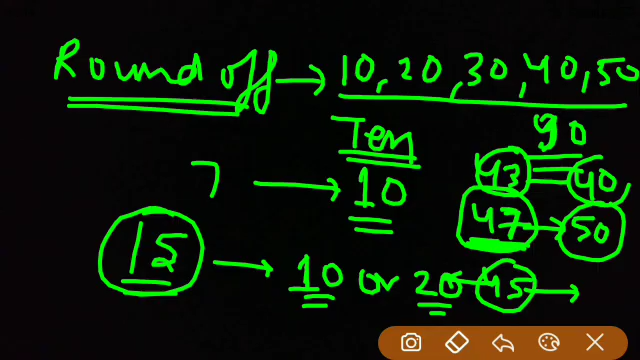 Round off → 10, 20, 30, 40, 50
Ten
90
7 → 10
43 = 40
47 → 50
15 → 10 or 20
45 →